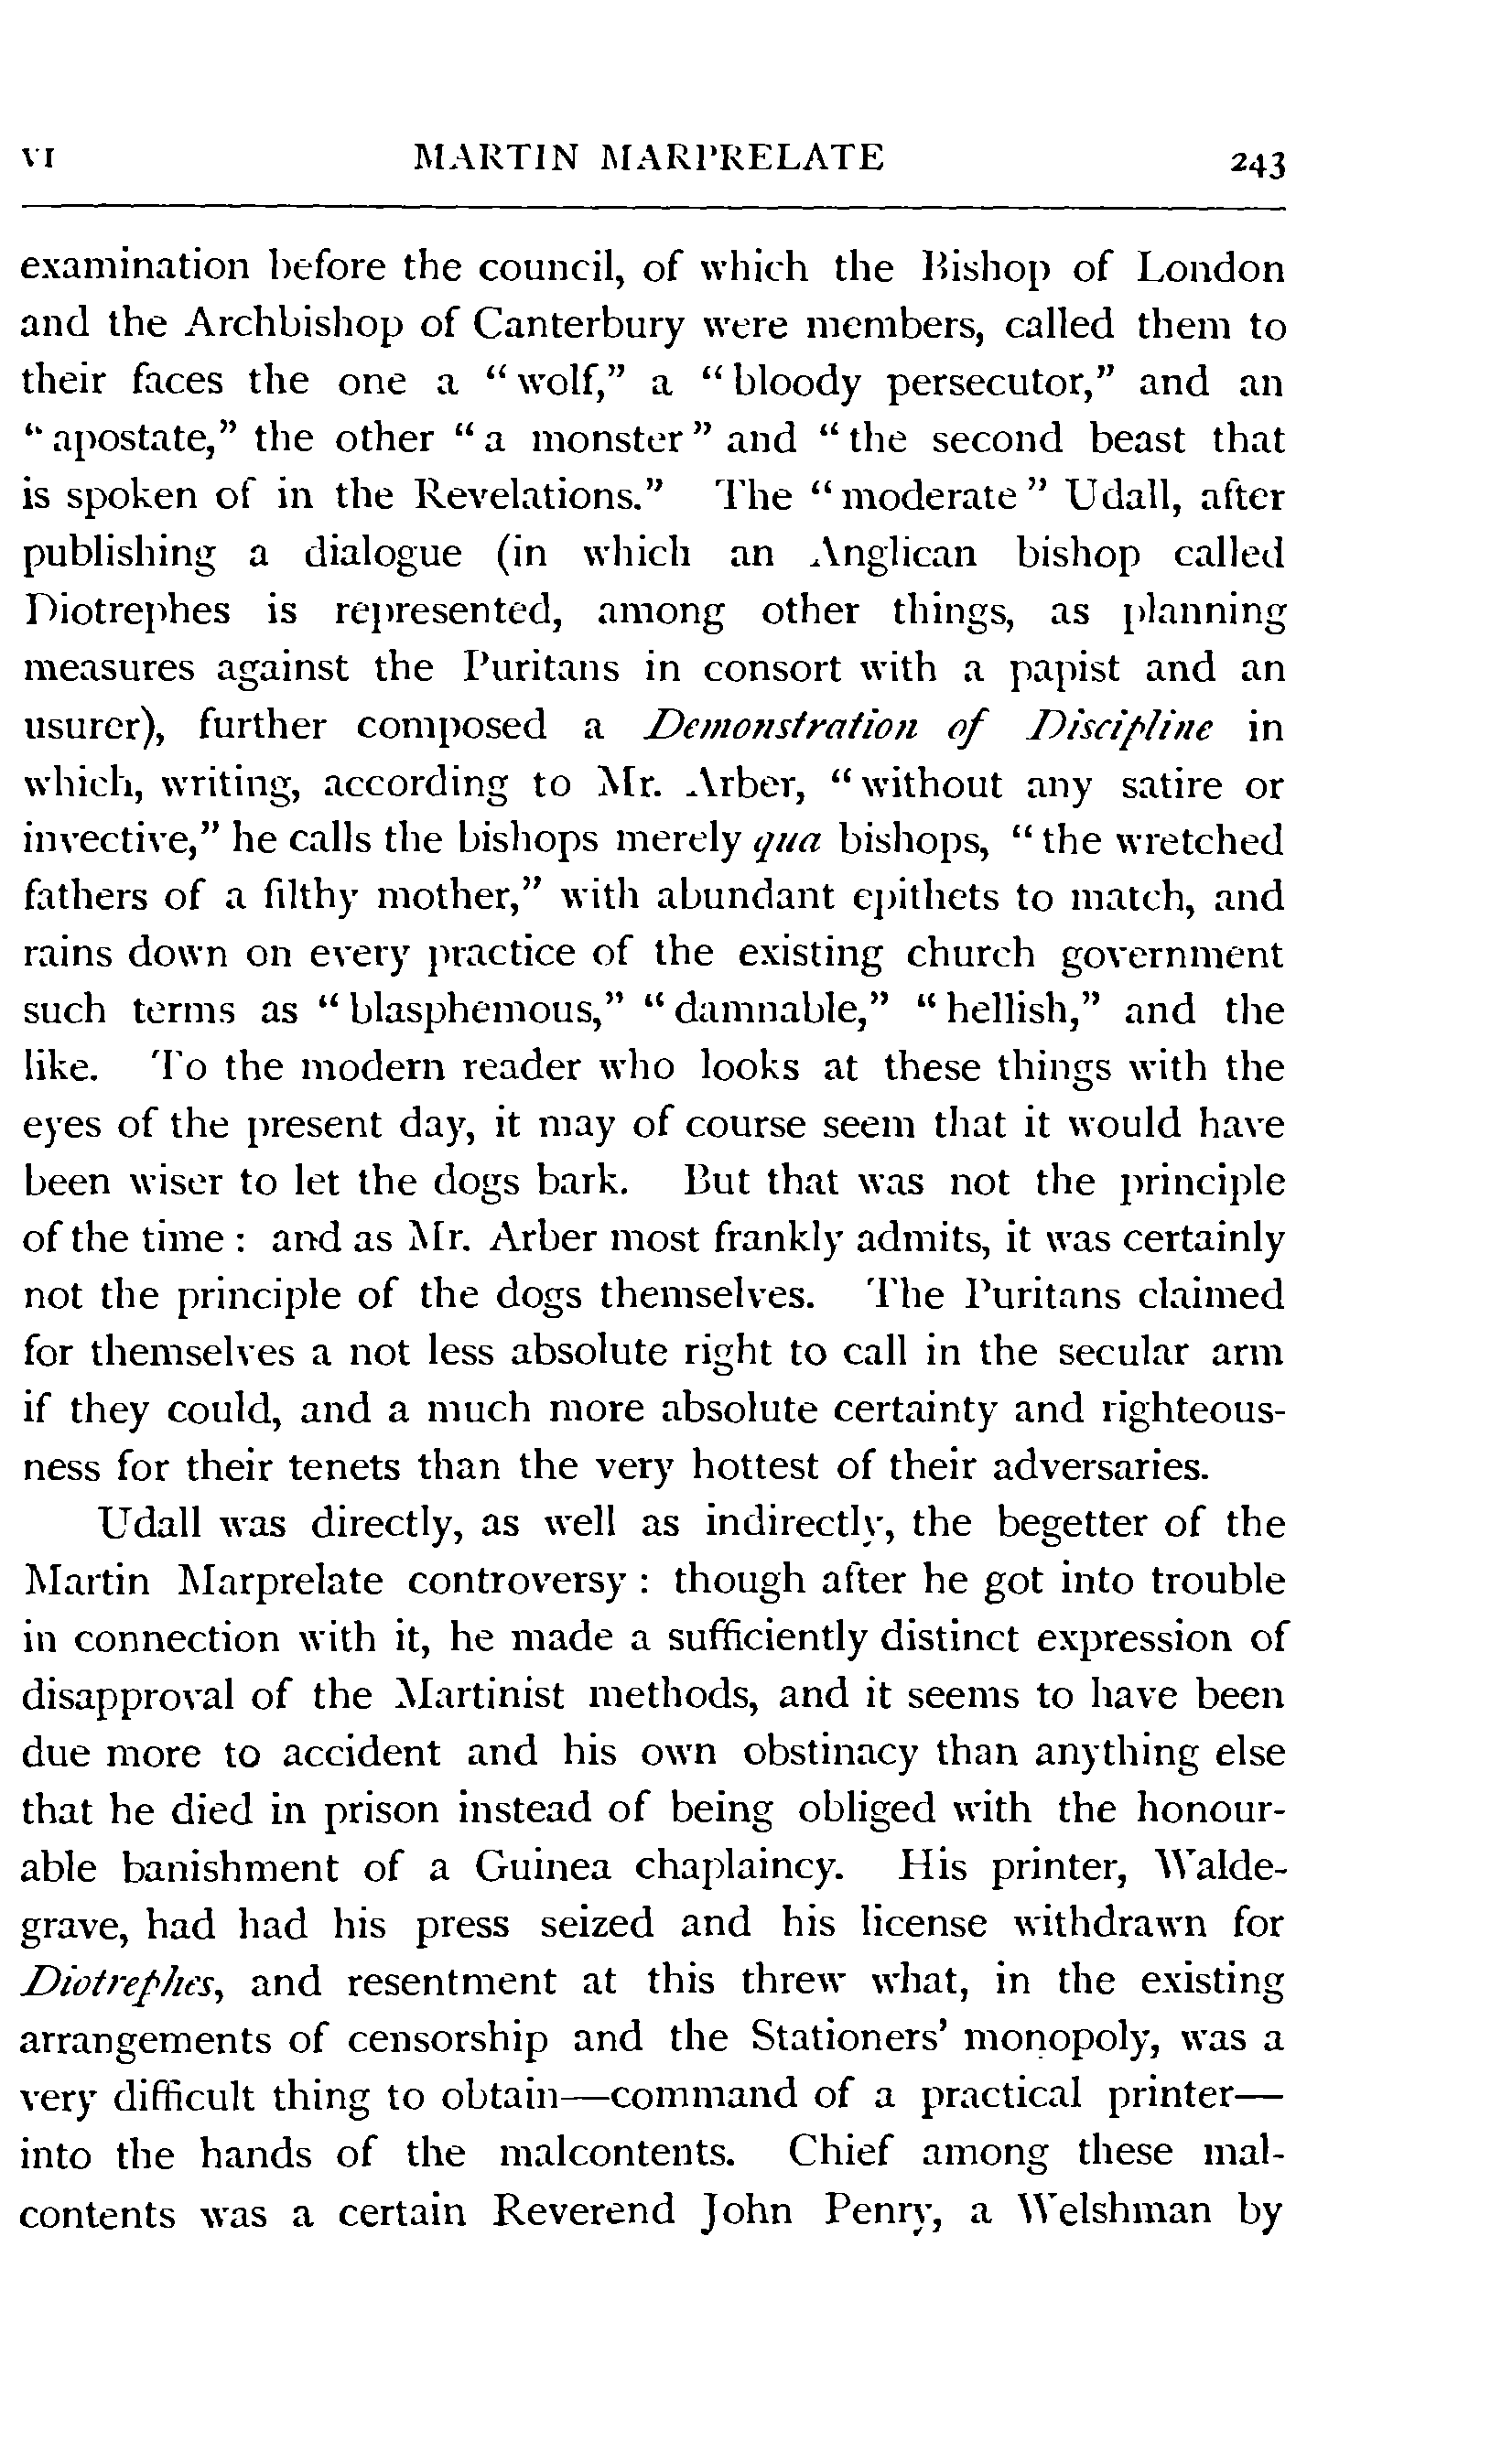 VI MARTIN MARPRELATE 243
examination before the council, of which the Bishop of London
and the Archbishop of Canterbury were members, called them to
their faces the one a “wolf,” a “bloody persecutor,” and an
“apostate,” the other “a monster” and “the second beast that
is spoken of in the Revelations.” The “moderate” Udall, after
publishing a dialogue (in which an Anglican bishop called
Diotrephes is represented, among other things, as planning
measures against the Puritans in consort with a papist and an
usurer), further composed a Demonstration of Discipline in
which, writing, according to Mr. Arber, “without any satire or
invective,” he calls the bishops merely qua bishops, “the wretched
fathers of a filthy mother,” with abundant epithets to match, and
rains down on every practice of the existing church government
such terms as “blasphemous,” “damnable,” “hellish,” and the
like. To the modern reader who looks at these things with the
eyes of the present day, it may of course seem that it would have
been wiser to let the dogs bark. But that was not the principle
of the time : and as Mr. Arber most frankly admits, it was certainly
not the principle of the dogs themselves. The Puritans claimed
for themselves a not less absolute right to call in the secular arm
if they could, and a much more absolute certainty and righteous-
ness for their tenets than the very hottest of their adversaries.
Udall was directly, as well as indirectly, the begetter of the
Martin Marprelate controversy : though after he got into trouble
in connection with it, he made a sufficiently distinct expression of
disapproval of the Martinist methods, and it seems to have been
due more to accident and his own obstinacy than anything else
that he died in prison instead of being obliged with the honour-
able banishment of a Guinea chaplaincy. His printer, Walde-
grave, had had his press seized and his license withdrawn for
Diotrephes, and resentment at this threw what, in the existing
arrangements of censorship and the Stationers’ monopoly, was a
very difficult thing to obtain—command of a practical printer—
into the hands of the malcontents. Chief among these mal-
contents was a certain Reverend John Penry, a Welshman by